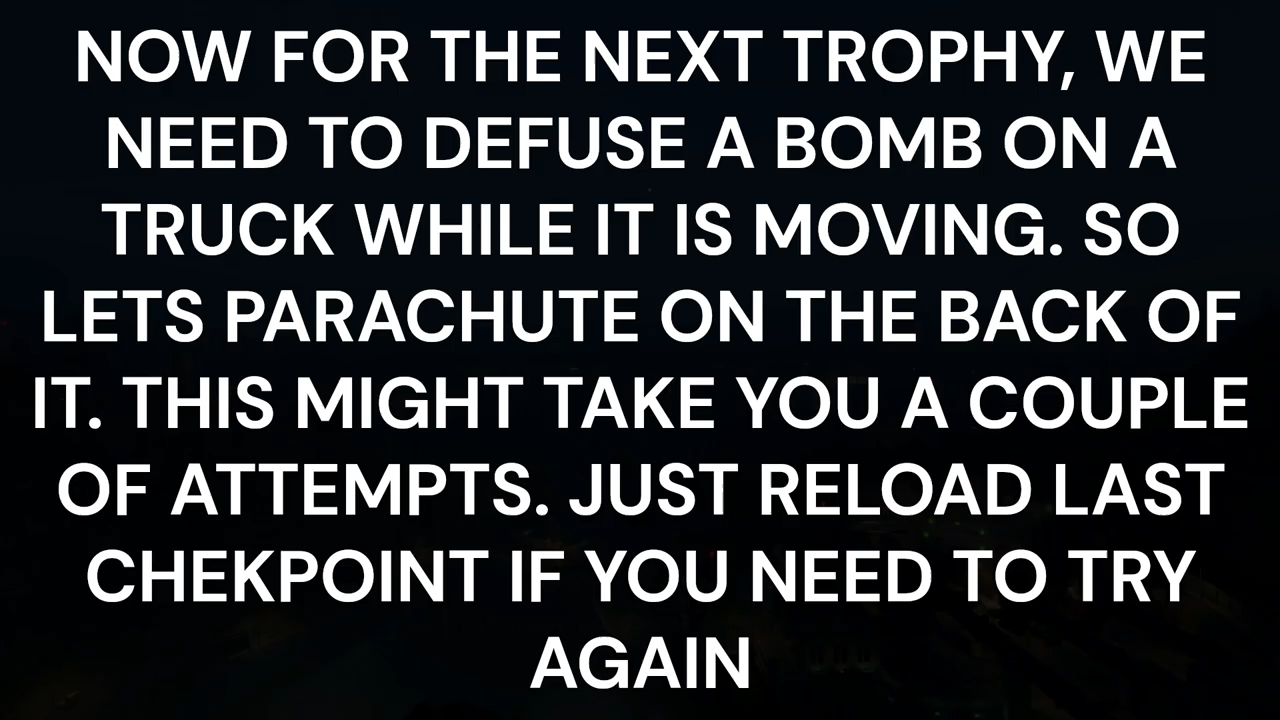 NOW FOR THE NEXT TROPHY, WE
NEED TO DEFUSE A BOMB ON A
TRUCK WHILE IT IS MOVING. SO
LETS PARACHUTE ON THE BACK OF
IT. THIS MIGHT TAKE YOU A COUPLE
OF ATTEMPTS. JUST RELOAD LAST
CHEKPOINT IF YOU NEED TO TRY
AGAIN